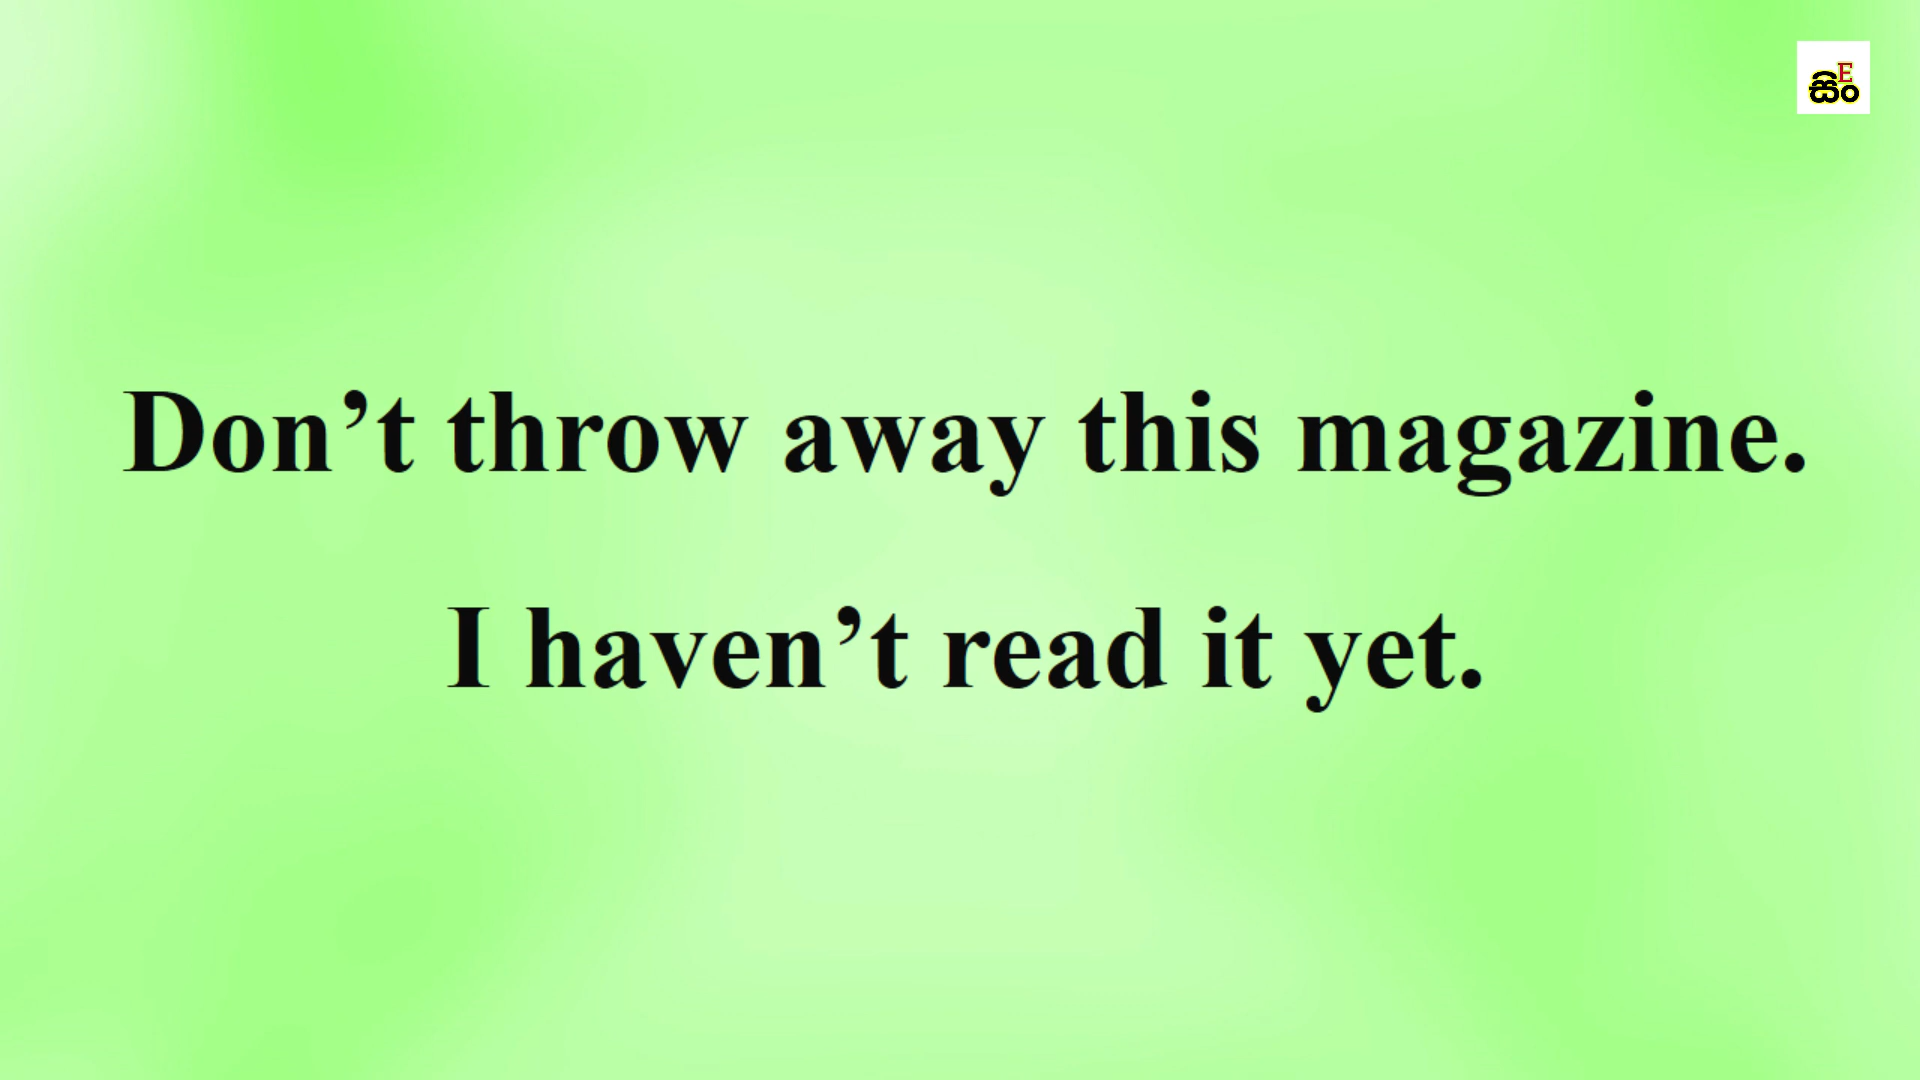 E
සිං
Don’t throw away this magazine.
I haven’t read it yet.